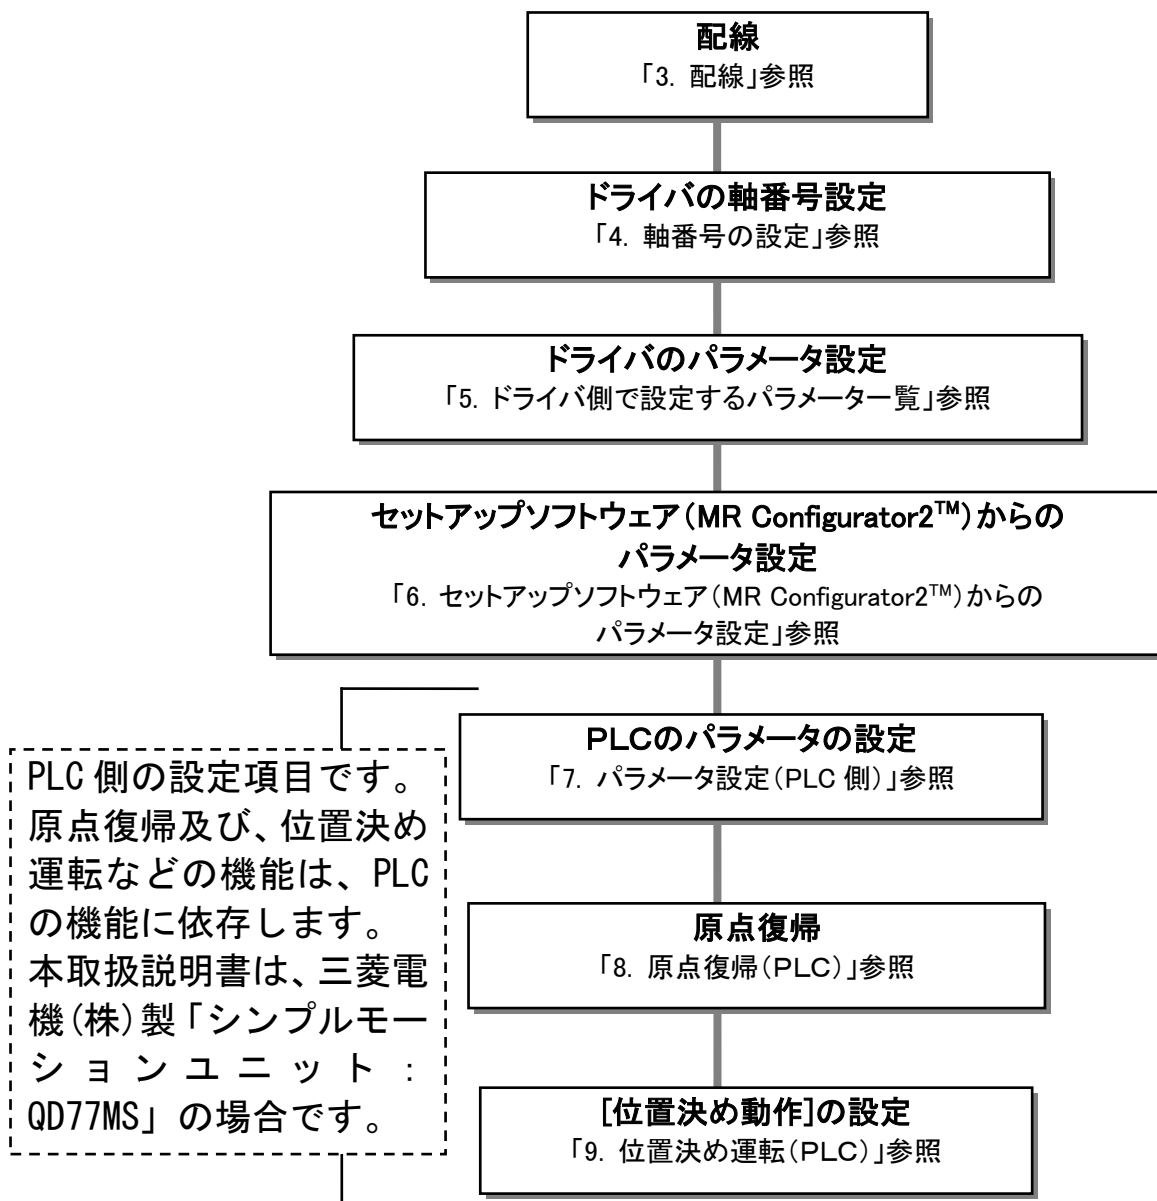 配線
「3. 配線」参照
ドライバの軸番号設定
「4. 軸番号の設定」参照
ドライバのパラメータ設定
「5. ドライバ側で設定するパラメーター覧」参照
セットアップソフトウェア(MR Configurator2™)からの
パラメータ設定
「6. セットアップソフトウェア(MR Configurator2™)からの
パラメータ設定」参照
PLCのパラメータの設定
「7. パラメータ設定(PLC 側)」参照
原点復帰
「8. 原点復帰(PLC)」参照
[位置決め動作]の設定
「9. 位置決め運転(PLC)」参照
PLC 側の設定項目です。
原点復帰及び、位置決め
運転などの機能は、PLC
の機能に依存します。
本取扱説明書は、三菱電
機(株)製「シンプルモー
ションユニット:
QD77MS」の場合です。